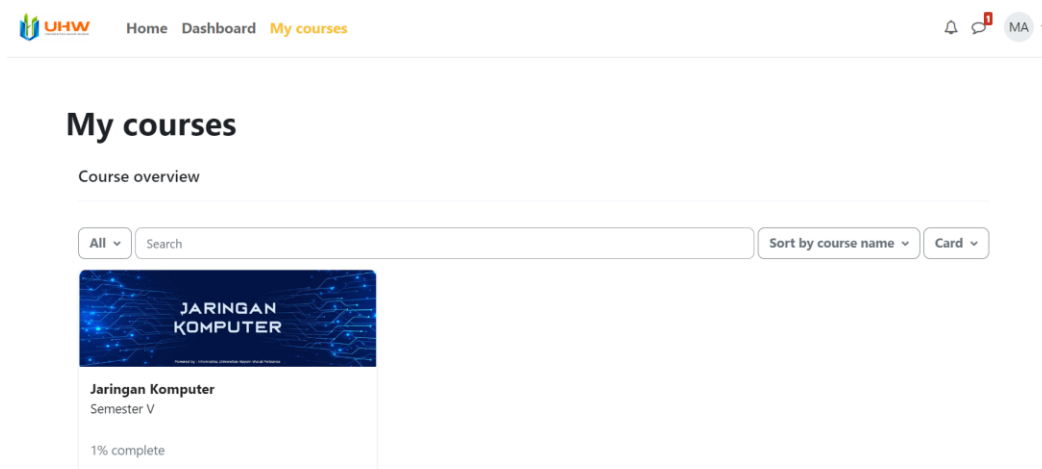 UHW
Home Dashboard My courses
1
MA
My courses
Course overview
All
Search
Sort by course name
Card
JARINGAN
KOMPUTER
Jaringan Komputer
Semester V
1% complete